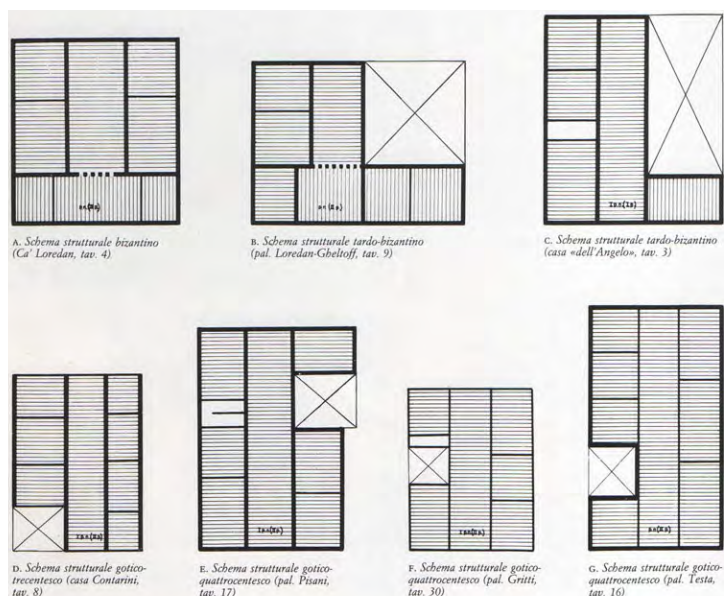 A. Schema strutturale bizantino
(Ca' Loredan, tav. 4)
B. Schema strutturale tardo-bizantino
(pal. Loredan-Gheltoff, tav. 9)
C. Schema strutturale tardo-bizantino
(casa «dell'Angelo», tav. 3)
D. Schema strutturale gotico-
trecentesco (casa Contarini,
tav. 8)
E. Schema strutturale gotico-
quattrocentesco (pal. Pisani,
tav. 17)
F. Schema strutturale gotico-
quattrocentesco (pal. Gritti,
tav. 30)
G. Schema strutturale gotico-
quattrocentesco (pal. Testa,
tav. 16)